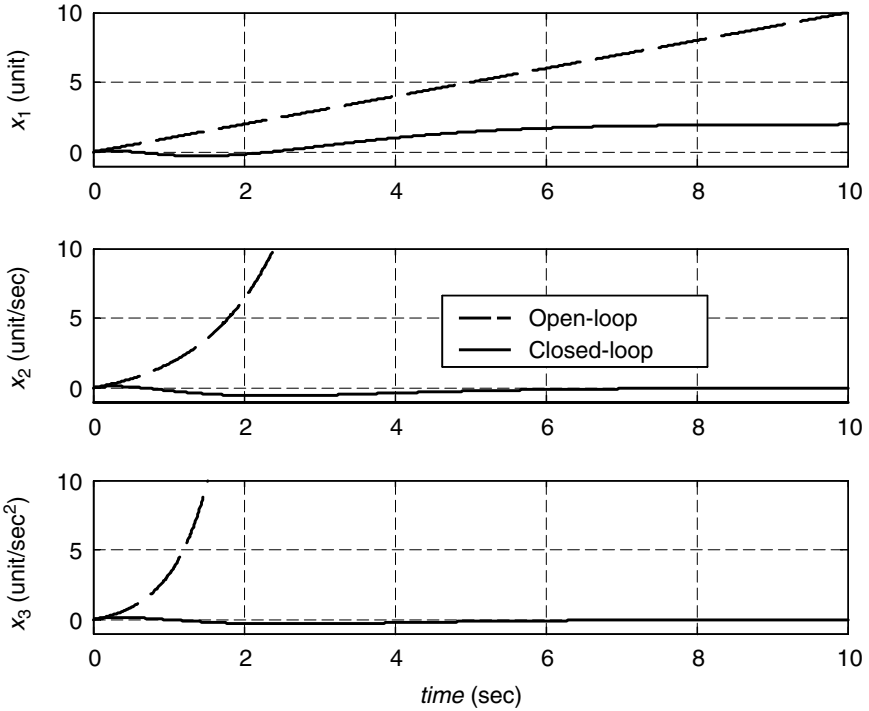 10
5
0
x1 (unit)
0 2 4 6 8 10
10
5
0
x2 (unit/sec)
Open-loop
Closed-loop
0 2 4 6 8 10
10
5
0
x3 (unit/sec²)
0 2 4 6 8 10
time (sec)